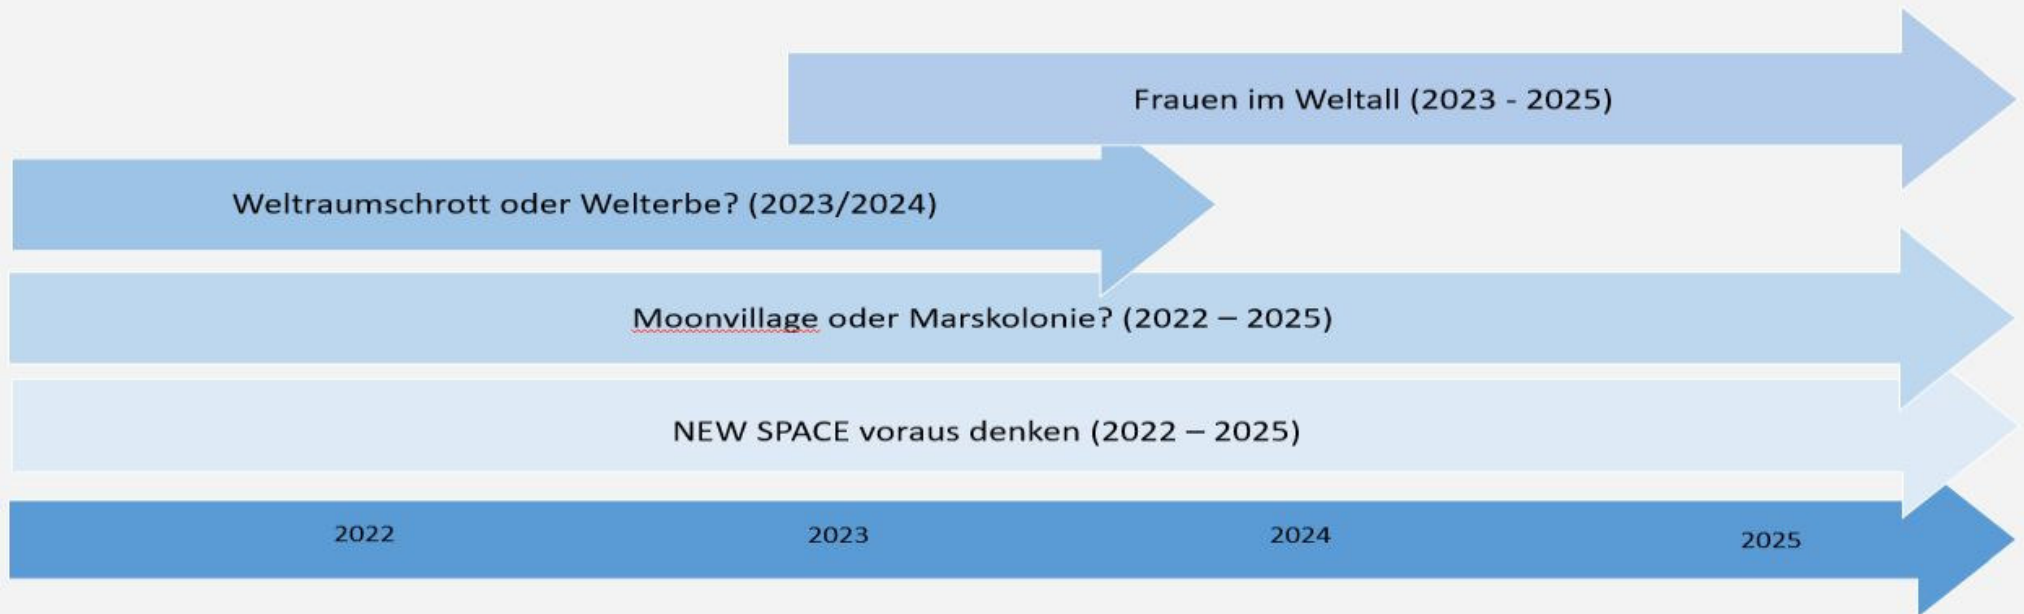 Frauen im Weltall (2023 - 2025)
Weltraumschrott oder Welterbe? (2023/2024)
Moonvillage oder Marskolonie? (2022 – 2025)
NEW SPACE voraus denken (2022 – 2025)
2022 2023 2024 2025